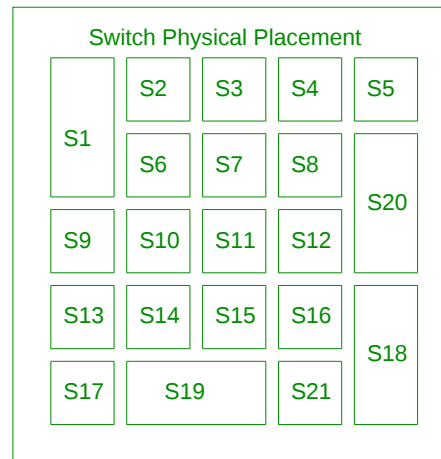 Switch Physical Placement
S1
S2
S3
S4
S5
S6
S7
S8
S20
S9
S10
S11
S12
S13
S14
S15
S16
S18
S17
S19
S21